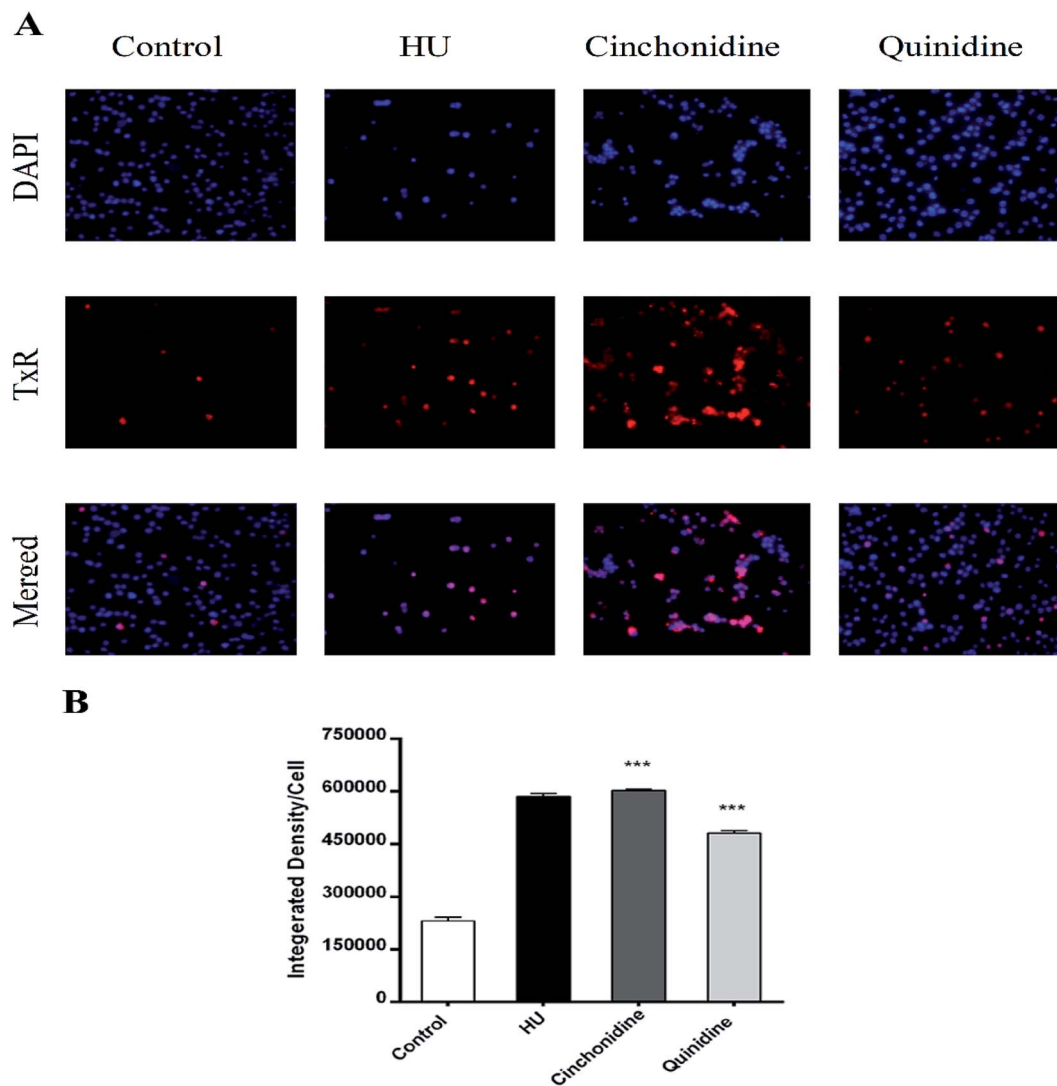 A
Control HU Cinchonidine Quinidine
DAPI
TxR
Merged
B
750000
600000
450000
300000
150000
0
Integerated Density/Cell
***
***
Control HU Cinchonidine Quinidine